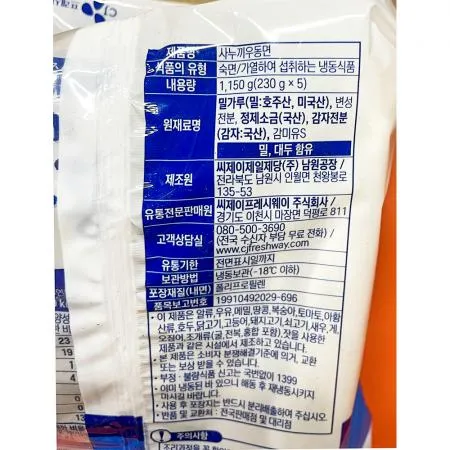 제품명 사누끼우동면
식품의 유형 숙면/가열하여 섭취하는 냉동식품
내용량 1,150 g(230 g × 5)
원재료명 밀가루(밀:호주산, 미국산), 변성
전분, 정제소금(국산), 감자전분
(감자:국산), 감미유S
밀, 대두 함유
제조원 씨제이제일제당(주) 남원공장 /
전라북도 남원시 인월면 천왕봉로
135-53
유통전문판매원 씨제이프레시웨이 주식회사 /
경기도 이천시 마장면 덕평로 811
고객상담실 080-500-3690
(전국 수신자 부담 무료 전화) /
www.cjfreshway.com
유통기한 전면표시일까지
보관방법 냉동보관(-18℃ 이하)
포장재질(내면) 폴리프로필렌
품목보고번호 19910492029-696
• 이 제품은 알류, 우유, 메밀, 땅콩, 복숭아, 토마토, 아황
산류, 호두, 닭고기, 고등어, 돼지고기, 쇠고기, 새우, 게,
오징어, 조개류(굴, 전복, 홍합 포함), 잣을 사용한
제품과 같은 시설에서 제조하고 있습니다.
• 본 제품은 소비자 분쟁해결기준에 의거, 교환
또는 보상 받을 수 있습니다.
• 부정·불량식품 신고는 국번없이 1399
• 이미 냉동된 바 있으니 해동 후 재냉동시키지
마시길 바랍니다.
• 사용 후 포장지는 반드시 분리배출하여 주십시오
• 반품 및 교환처 : 전국판매점 및 대리점
주의사항